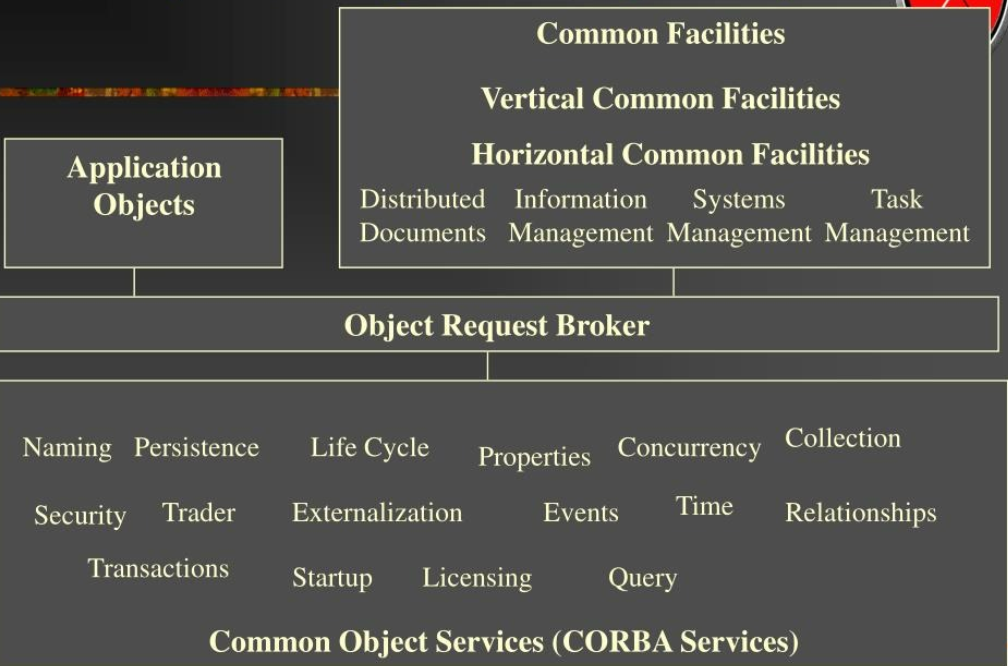 Common Facilities
Vertical Common Facilities
Horizontal Common Facilities
Distributed Information Systems Task
Documents Management Management Management
Application
Objects
Object Request Broker
Naming Persistence Life Cycle Properties Concurrency Collection
Security Trader Externalization Events Time Relationships
Transactions Startup Licensing Query
Common Object Services (CORBA Services)